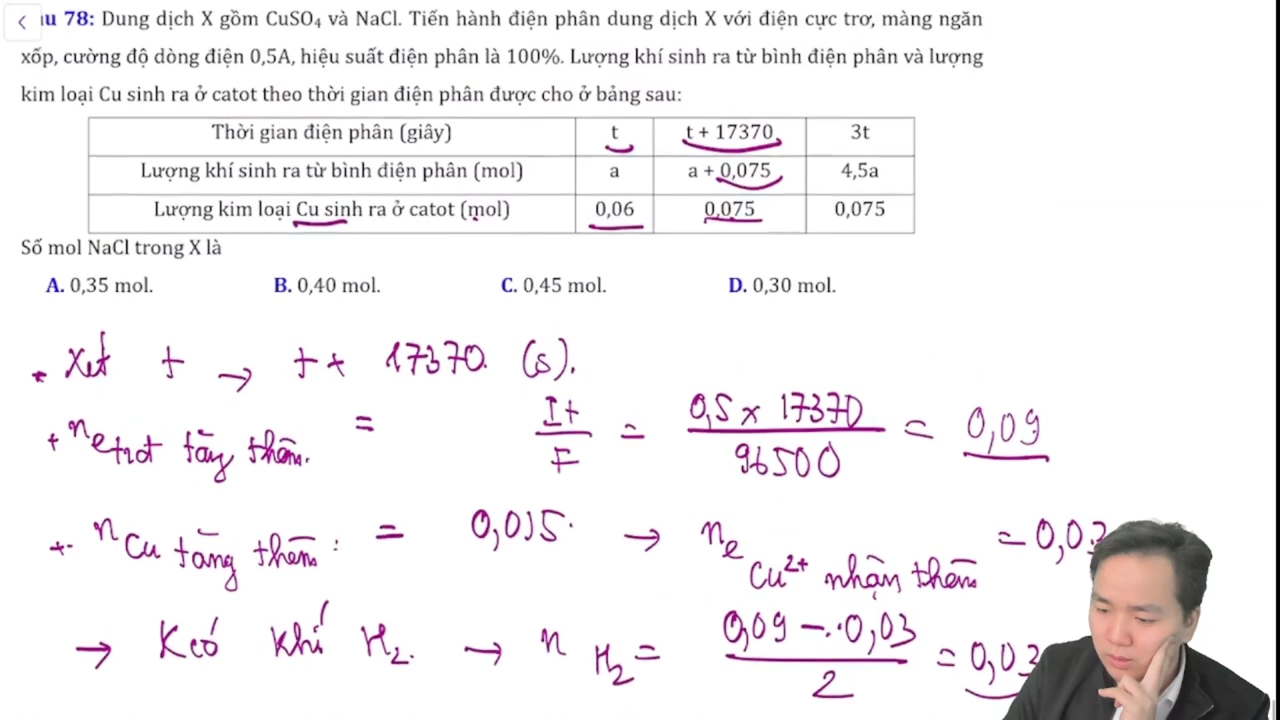 u 78: Dung dịch X gồm CuSO₄ và NaCl. Tiến hành điện phân dung dịch X với điện cực trơ, màng ngăn
xốp, cường độ dòng điện 0,5A, hiệu suất điện phân là 100%. Lượng khí sinh ra từ bình điện phân và lượng
kim loại Cu sinh ra ở catot theo thời gian điện phân được cho ở bảng sau:
Thời gian điện phân (giây) t t + 17370 3t
Lượng khí sinh ra từ bình điện phân (mol) a a + 0,075 4,5a
Lượng kim loại Cu sinh ra ở catot (mol) 0,06 0,075 0,075
Số mol NaCl trong X là
A. 0,35 mol. B. 0,40 mol. C. 0,45 mol. D. 0,30 mol.
• Xét t → t + 17370 (s).
+ n e trđ tăng thêm. = It/F = 0,5 x 17370 / 96500 = 0,09
+ n Cu tăng thêm: = 0,015. → n e Cu²⁺ nhận thêm = 0,03
→ K có khí H₂. → n H₂ = 0,09 - 0,03 / 2 = 0,03